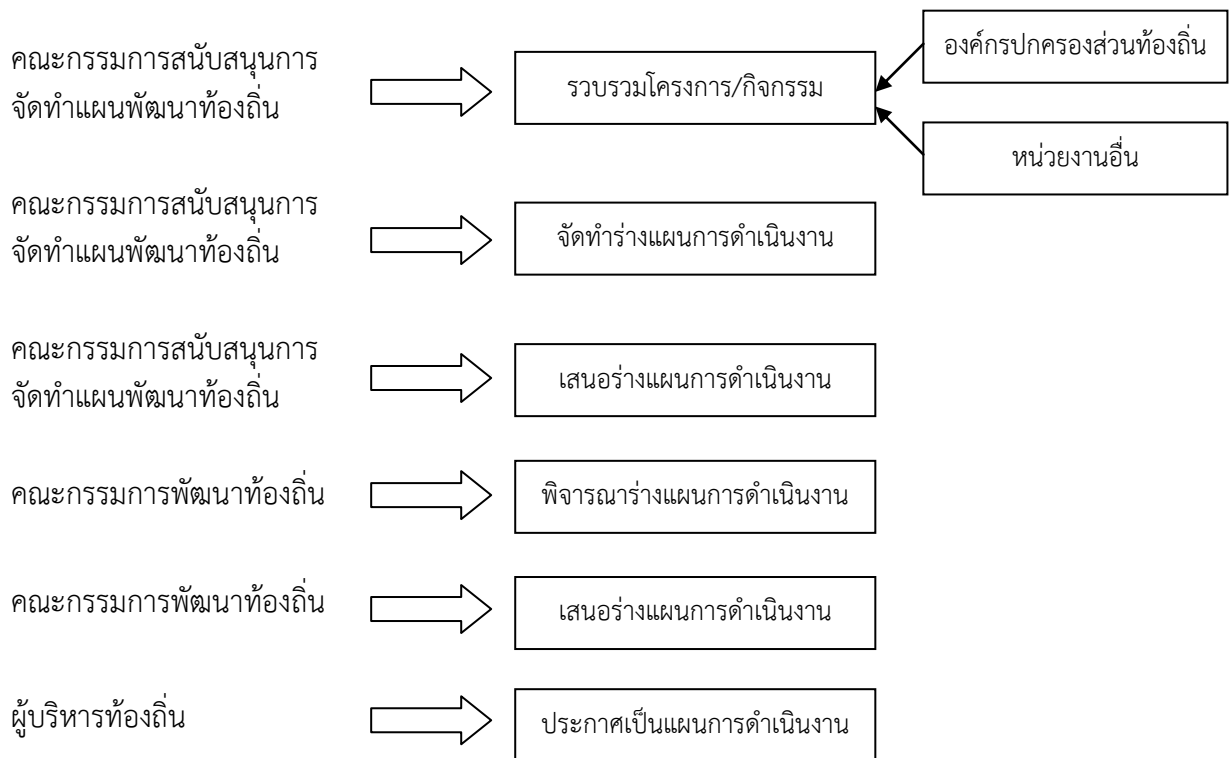 คณะกรรมการสนับสนุนการ
จัดทำแผนพัฒนาท้องถิ่น
รวบรวมโครงการ/กิจกรรม
องค์กรปกครองส่วนท้องถิ่น
หน่วยงานอื่น
คณะกรรมการสนับสนุนการ
จัดทำแผนพัฒนาท้องถิ่น
จัดทำร่างแผนการดำเนินงาน
คณะกรรมการสนับสนุนการ
จัดทำแผนพัฒนาท้องถิ่น
เสนอร่างแผนการดำเนินงาน
คณะกรรมการพัฒนาท้องถิ่น
พิจารณาร่างแผนการดำเนินงาน
คณะกรรมการพัฒนาท้องถิ่น
เสนอร่างแผนการดำเนินงาน
ผู้บริหารท้องถิ่น
ประกาศเป็นแผนการดำเนินงาน